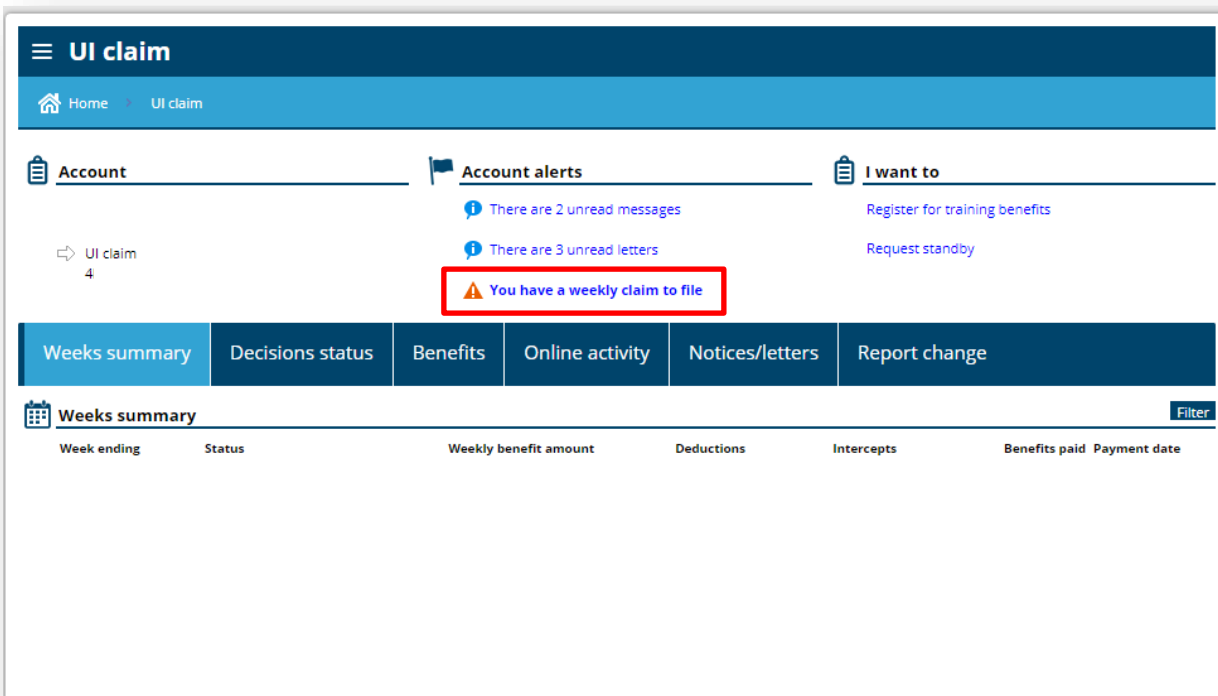 UI claim
Home UI claim
Account
UI claim
4
Account alerts
There are 2 unread messages
There are 3 unread letters
You have a weekly claim to file
I want to
Register for training benefits
Request standby
Weeks summary Decisions status Benefits Online activity Notices/letters Report change
Weeks summary Filter
Week ending Status Weekly benefit amount Deductions Intercepts Benefits paid Payment date